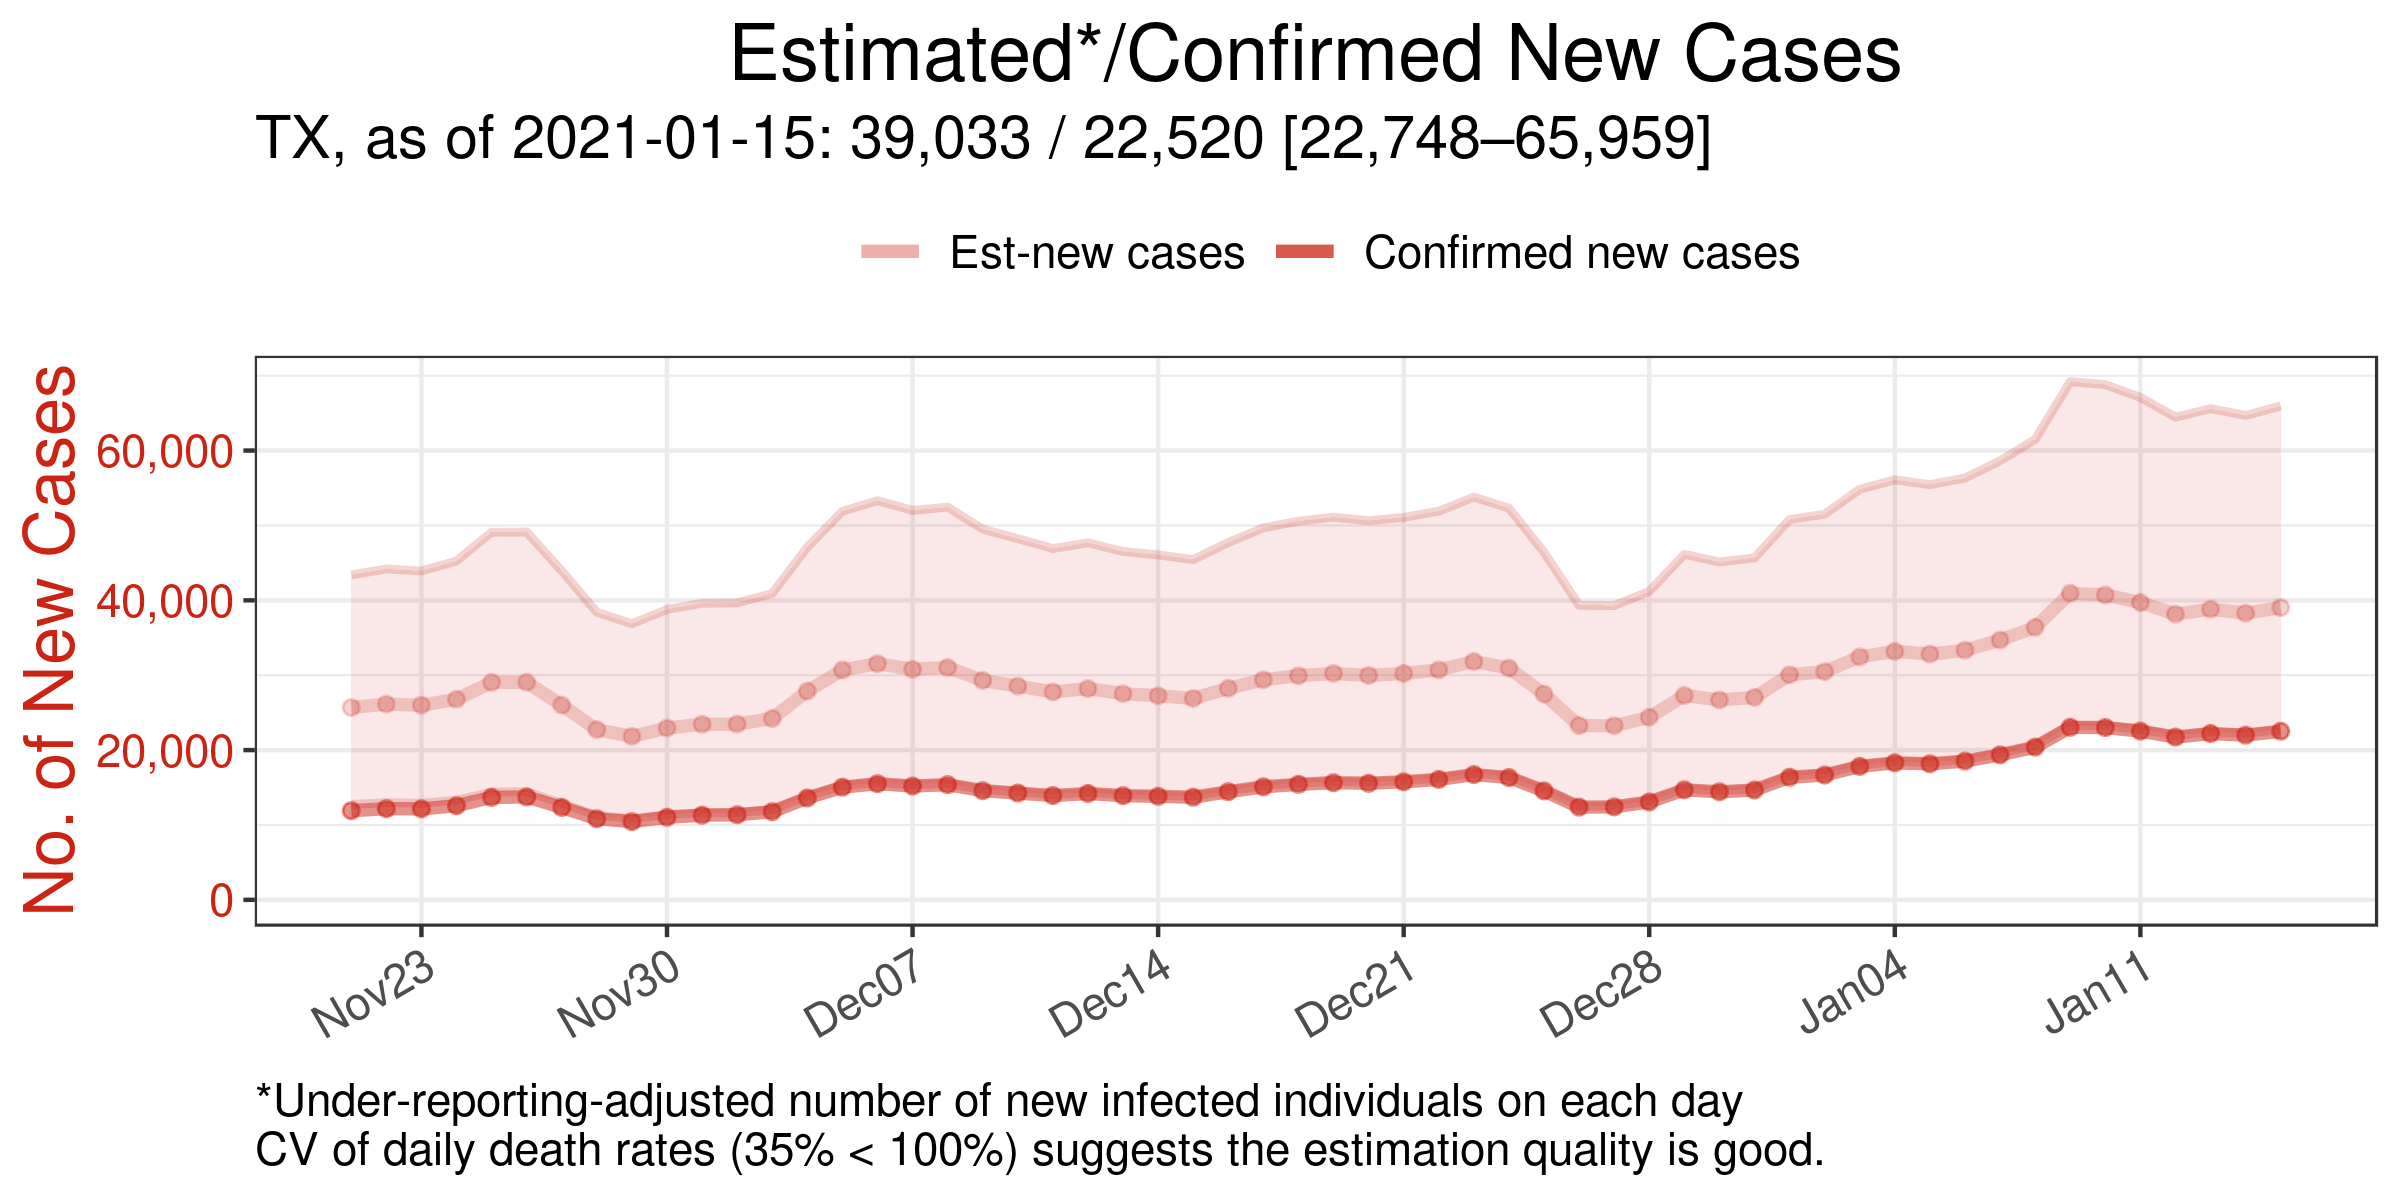 Estimated*/Confirmed New Cases
TX, as of 2021-01-15: 39,033 / 22,520 [22,748–65,959]
Est-new cases
Confirmed new cases
No. of New Cases
60,000
40,000
20,000
0
Nov23
Nov30
Dec07
Dec14
Dec21
Dec28
Jan04
Jan11
*Under-reporting-adjusted number of new infected individuals on each day
CV of daily death rates (35% < 100%) suggests the estimation quality is good.